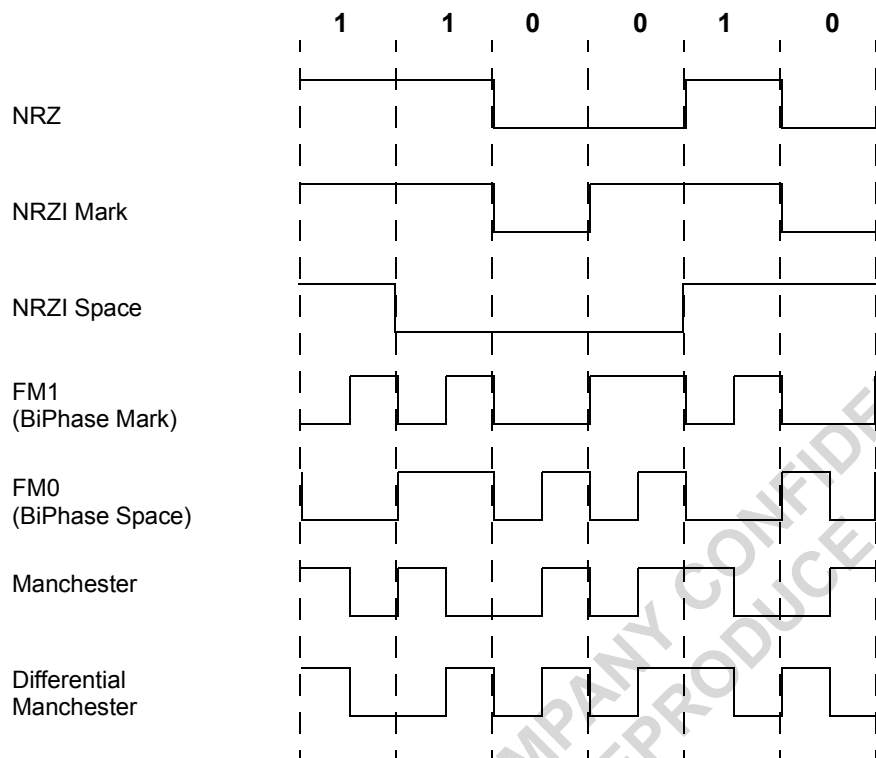 1 1 0 0 1 0
NRZ
NRZI Mark
NRZI Space
FM1
(BiPhase Mark)
FM0
(BiPhase Space)
Manchester
Differential
Manchester